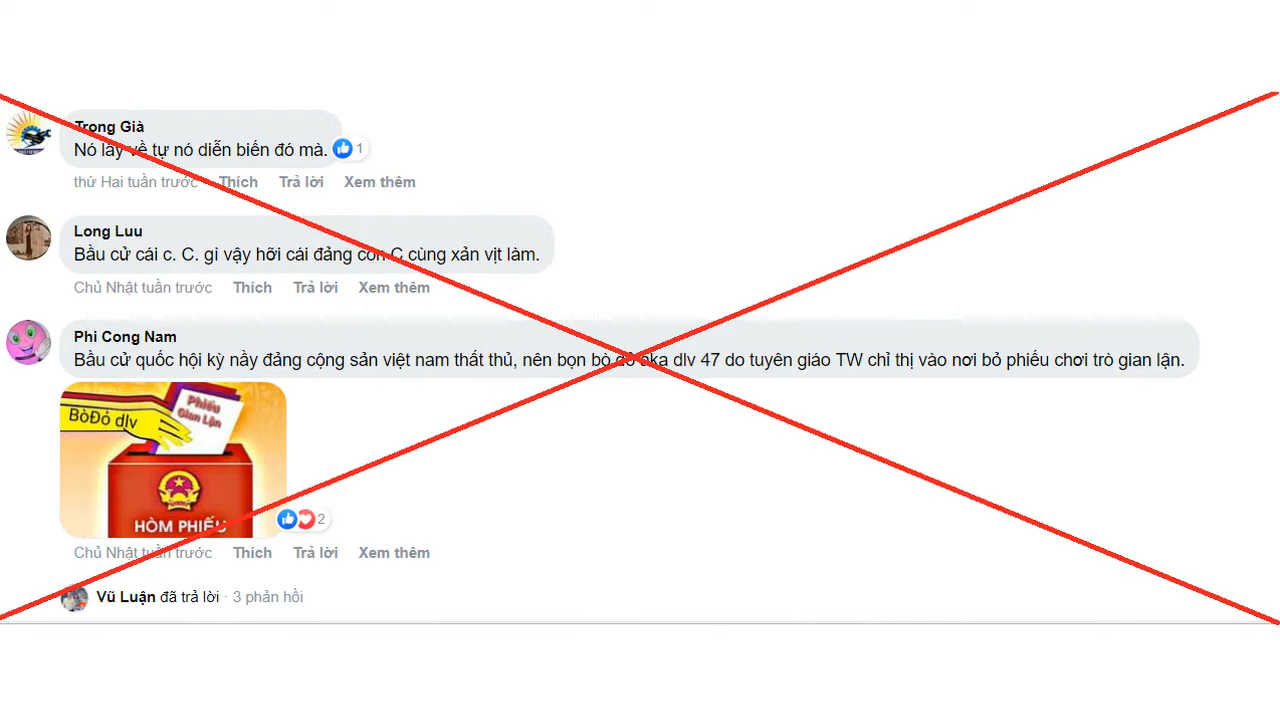 Trọng Già
Nó lấy về tự nó diễn biến đó mà.
1
thứ Hai tuần trước Thích Trả lời Xem thêm
Long Luu
Bầu cử cái c. C. gì vậy hỡi cái đảng con C cùng xản vịt làm.
Chủ Nhật tuần trước Thích Trả lời Xem thêm
Phi Cong Nam
Bầu cử quốc hội kỳ nầy đảng cộng sản việt nam thất thủ, nên bọn bò đỏ aka dlv 47 do tuyên giáo TW chỉ thị vào nơi bỏ phiếu chơi trò gian lận.
BòĐỏ dlv
Phiếu
Gian Lận
HÒM PHIẾU
2
Chủ Nhật tuần trước Thích Trả lời Xem thêm
Vũ Luận đã trả lời · 3 phản hồi